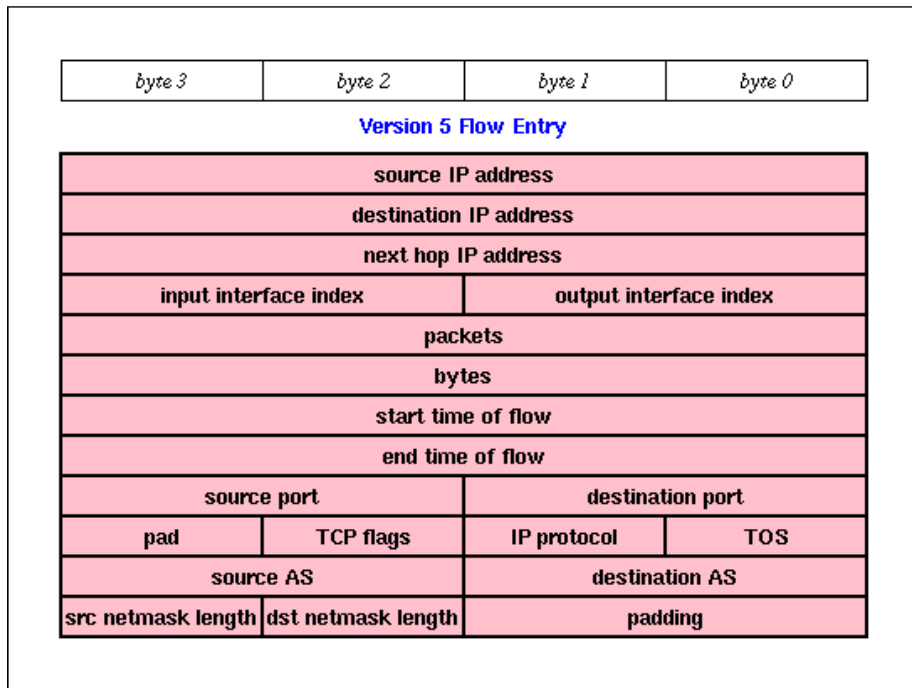 byte 3 byte 2 byte 1 byte 0
Version 5 Flow Entry
source IP address
destination IP address
next hop IP address
input interface index output interface index
packets
bytes
start time of flow
end time of flow
source port destination port
pad TCP flags IP protocol TOS
source AS destination AS
src netmask length dst netmask length padding